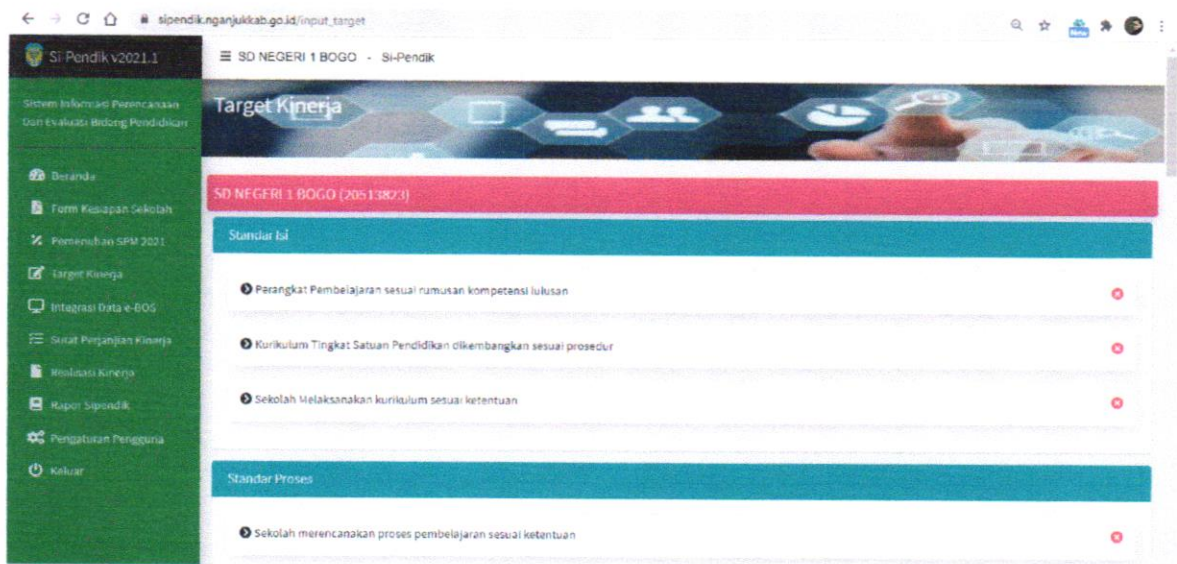 sipendik.nganjukkab.go.id/input_target
New
Si-Pendik v2021.1
SD NEGERI 1 BOGO - Si-Pendik
Sistem Informasi Perencanaan
Dan Evaluasi Bidang Pendidikan
Target Kinerja
Beranda
Form Kesiapan Sekolah
Pemenuhan SPM 2021
Target Kinerja
Integrasi Data e-BOS
Surat Perjanjian Kinerja
Realisasi Kinerja
Rapor Sipendik
Pengaturan Pengguna
Keluar
SD NEGERI 1 BOGO (20513823)
Standar Isi
Perangkat Pembelajaran sesuai rumusan kompetensi lulusan
Kurikulum Tingkat Satuan Pendidikan dikembangkan sesuai prosedur
Sekolah Melaksanakan kurikulum sesuai ketentuan
Standar Proses
Sekolah merencanakan proses pembelajaran sesuai ketentuan